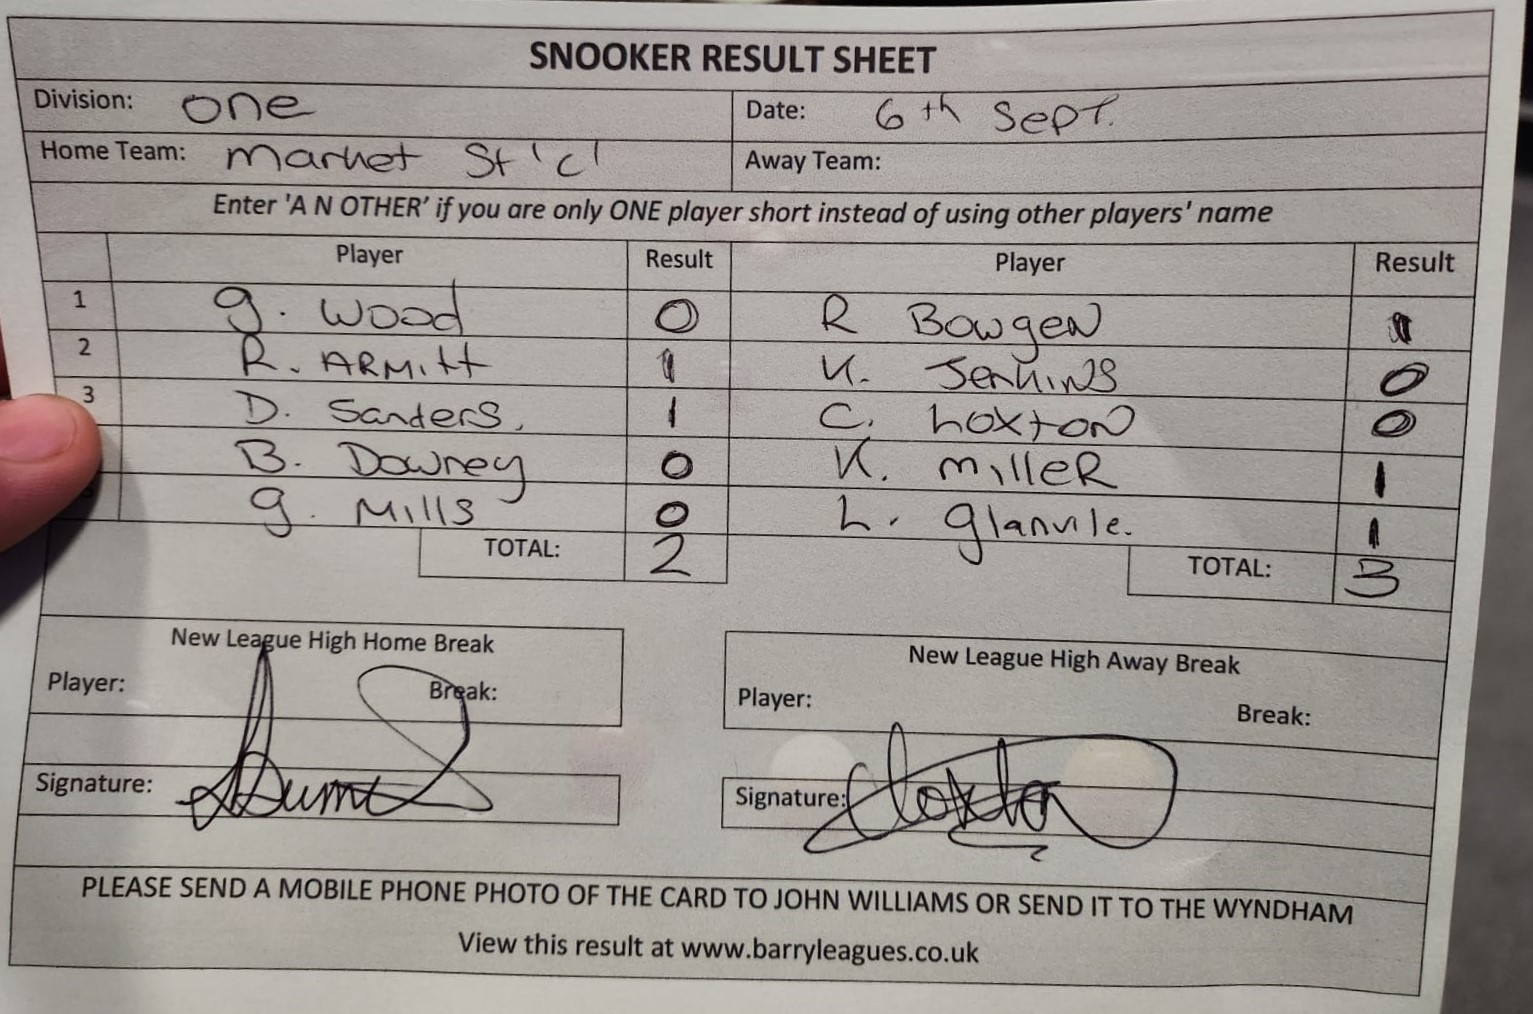 SNOOKER RESULT SHEET
Division: one Date: 6th Sept.
Home Team: Market St 'c' Away Team:
Enter 'A N OTHER' if you are only ONE player short instead of using other players' name
Player Result Player Result
1 g. Wood 0 R Bowgen 1
2 R. ARMitt 1 K. Jenkins 0
3 D. Sanders. 1 C. Loxton 0
B. Downey 0 K. milleR 1
g. Mills 0 L. glanvile. 1
TOTAL: 2 TOTAL: 3
New League High Home Break New League High Away Break
Player: Break: Player: Break:
Signature: Signature: Loxton
PLEASE SEND A MOBILE PHONE PHOTO OF THE CARD TO JOHN WILLIAMS OR SEND IT TO THE WYNDHAM
View this result at www.barryleagues.co.uk